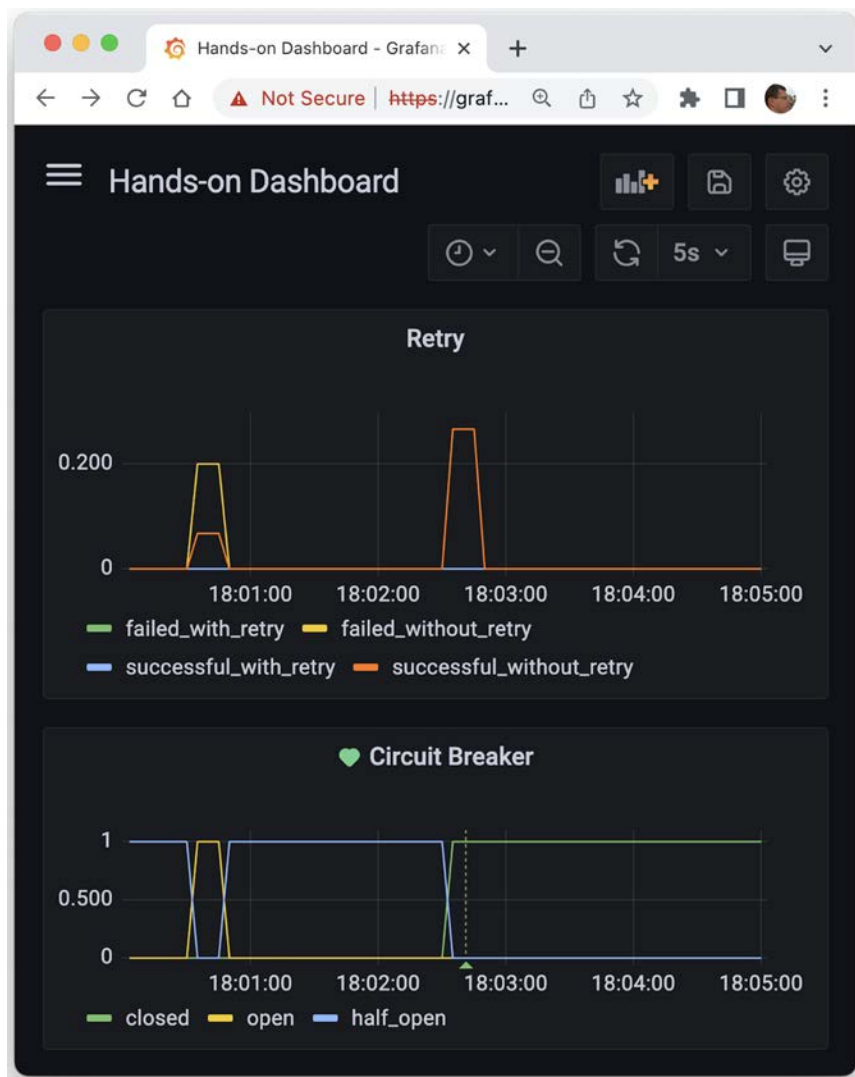 Hands-on Dashboard - Grafan
Not Secure | https://graf...
Hands-on Dashboard
5s
Retry
0.200
0
18:01:00 18:02:00 18:03:00 18:04:00 18:05:00
failed_with_retry failed_without_retry
successful_with_retry successful_without_retry
Circuit Breaker
1
0.500
0
18:01:00 18:02:00 18:03:00 18:04:00 18:05:00
closed open half_open